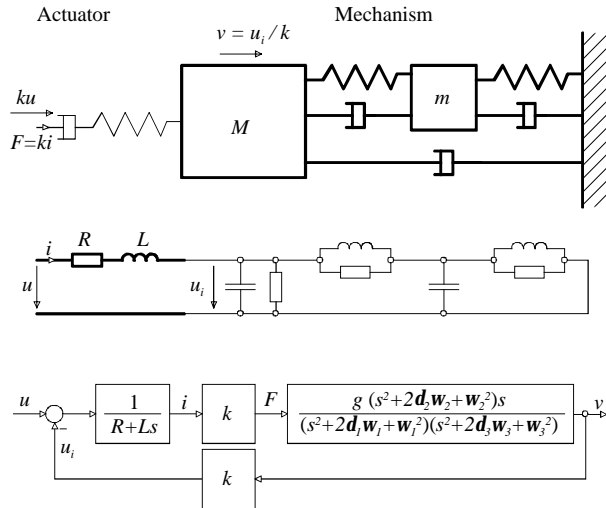 Actuator
Mechanism
v = u_i / k
ku
F=ki
M
m
i
R
L
u
u_i
u
1
R+Ls
i
k
F
g (s²+2d₂w₂+w₂²)s
(s²+2d₁w₁+w₁²)(s²+2d₃w₃+w₃²)
v
−
u_i
k